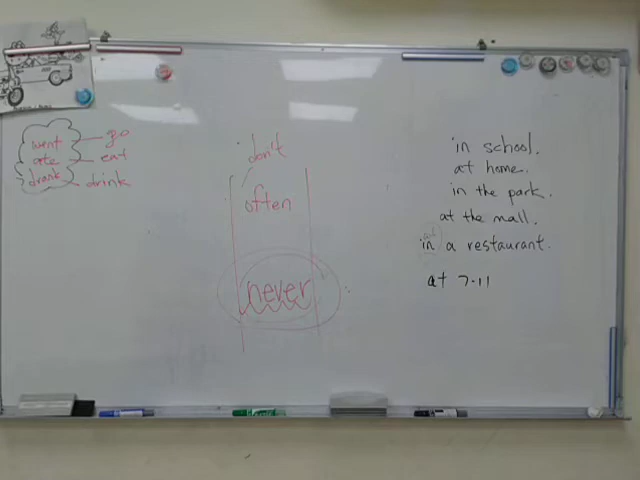 went — go
ate — eat
drank — drink
don't
often
never
in school.
at home.
in the park.
at the mall.
at
in a restaurant.
at 7-11